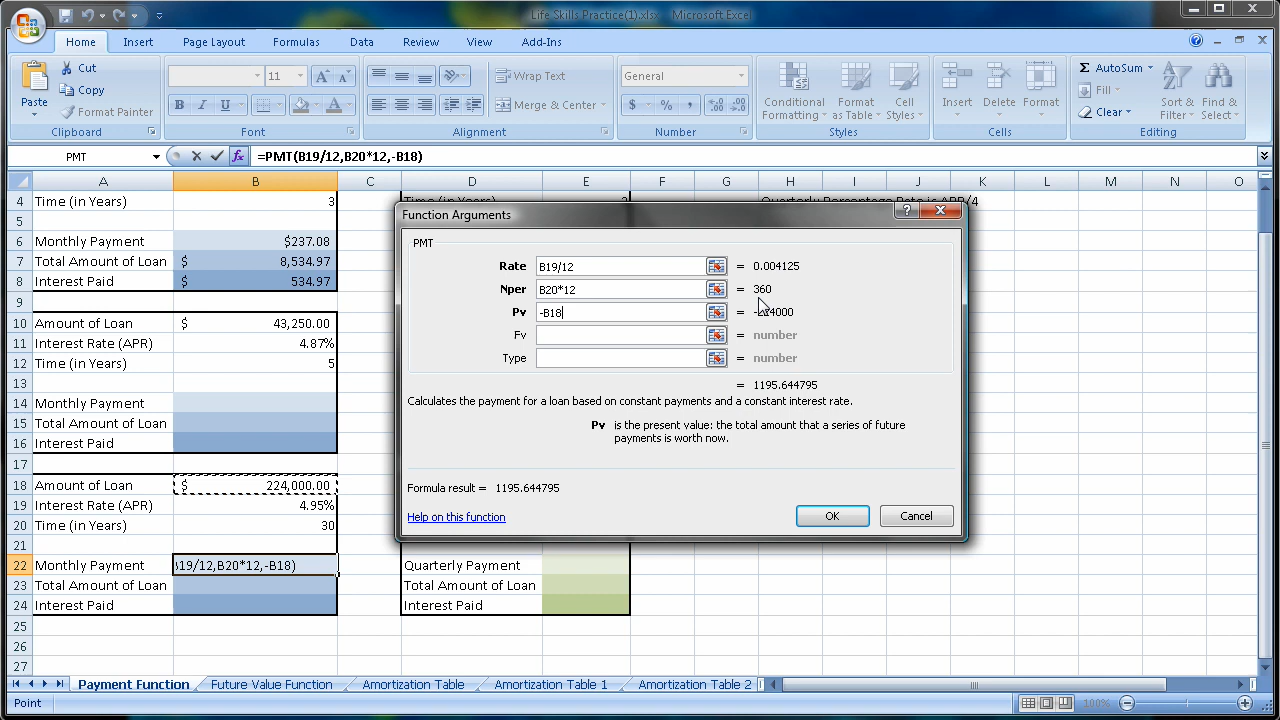 Life Skills Practice(1).xlsx - Microsoft Excel
Home Insert Page Layout Formulas Data Review View Add-Ins
Paste Cut Copy Format Painter Clipboard
11 A A B I U A Font
Wrap Text Merge & Center Alignment
General $ % , Number
Conditional Formatting Format as Table Cell Styles Styles
Insert Delete Format Cells
Σ AutoSum Fill Clear Sort & Filter Find & Select Editing
PMT fx =PMT(B19/12,B20*12,-B18)
A B C D E F G H I J K L M N O
4 Time (in Years) 3 Quarterly Percentage Rate is APR/4
5
6 Monthly Payment $237.08
7 Total Amount of Loan $ 8,534.97
8 Interest Paid $ 534.97
9
10 Amount of Loan $ 43,250.00
11 Interest Rate (APR) 4.87%
12 Time (in Years) 5
13
14 Monthly Payment
15 Total Amount of Loan
16 Interest Paid
17
18 Amount of Loan $ 224,000.00
19 Interest Rate (APR) 4.95%
20 Time (in Years) 30
21
22 Monthly Payment 19/12,B20*12,-B18) Quarterly Payment
23 Total Amount of Loan Total Amount of Loan
24 Interest Paid Interest Paid
25
26
27
Function Arguments ?
PMT
Rate B19/12 = 0.004125
Nper B20*12 = 360
Pv -B18 =
Fv = number
Type = number
= 1195.644795
Calculates the payment for a loan based on constant payments and a constant interest rate.
Pv is the present value: the total amount that a series of future
payments is worth now.
Formula result = 1195.644795
Help on this function OK Cancel
Payment Function Future Value Function Amortization Table Amortization Table 1 Amortization Table 2
Point 100%